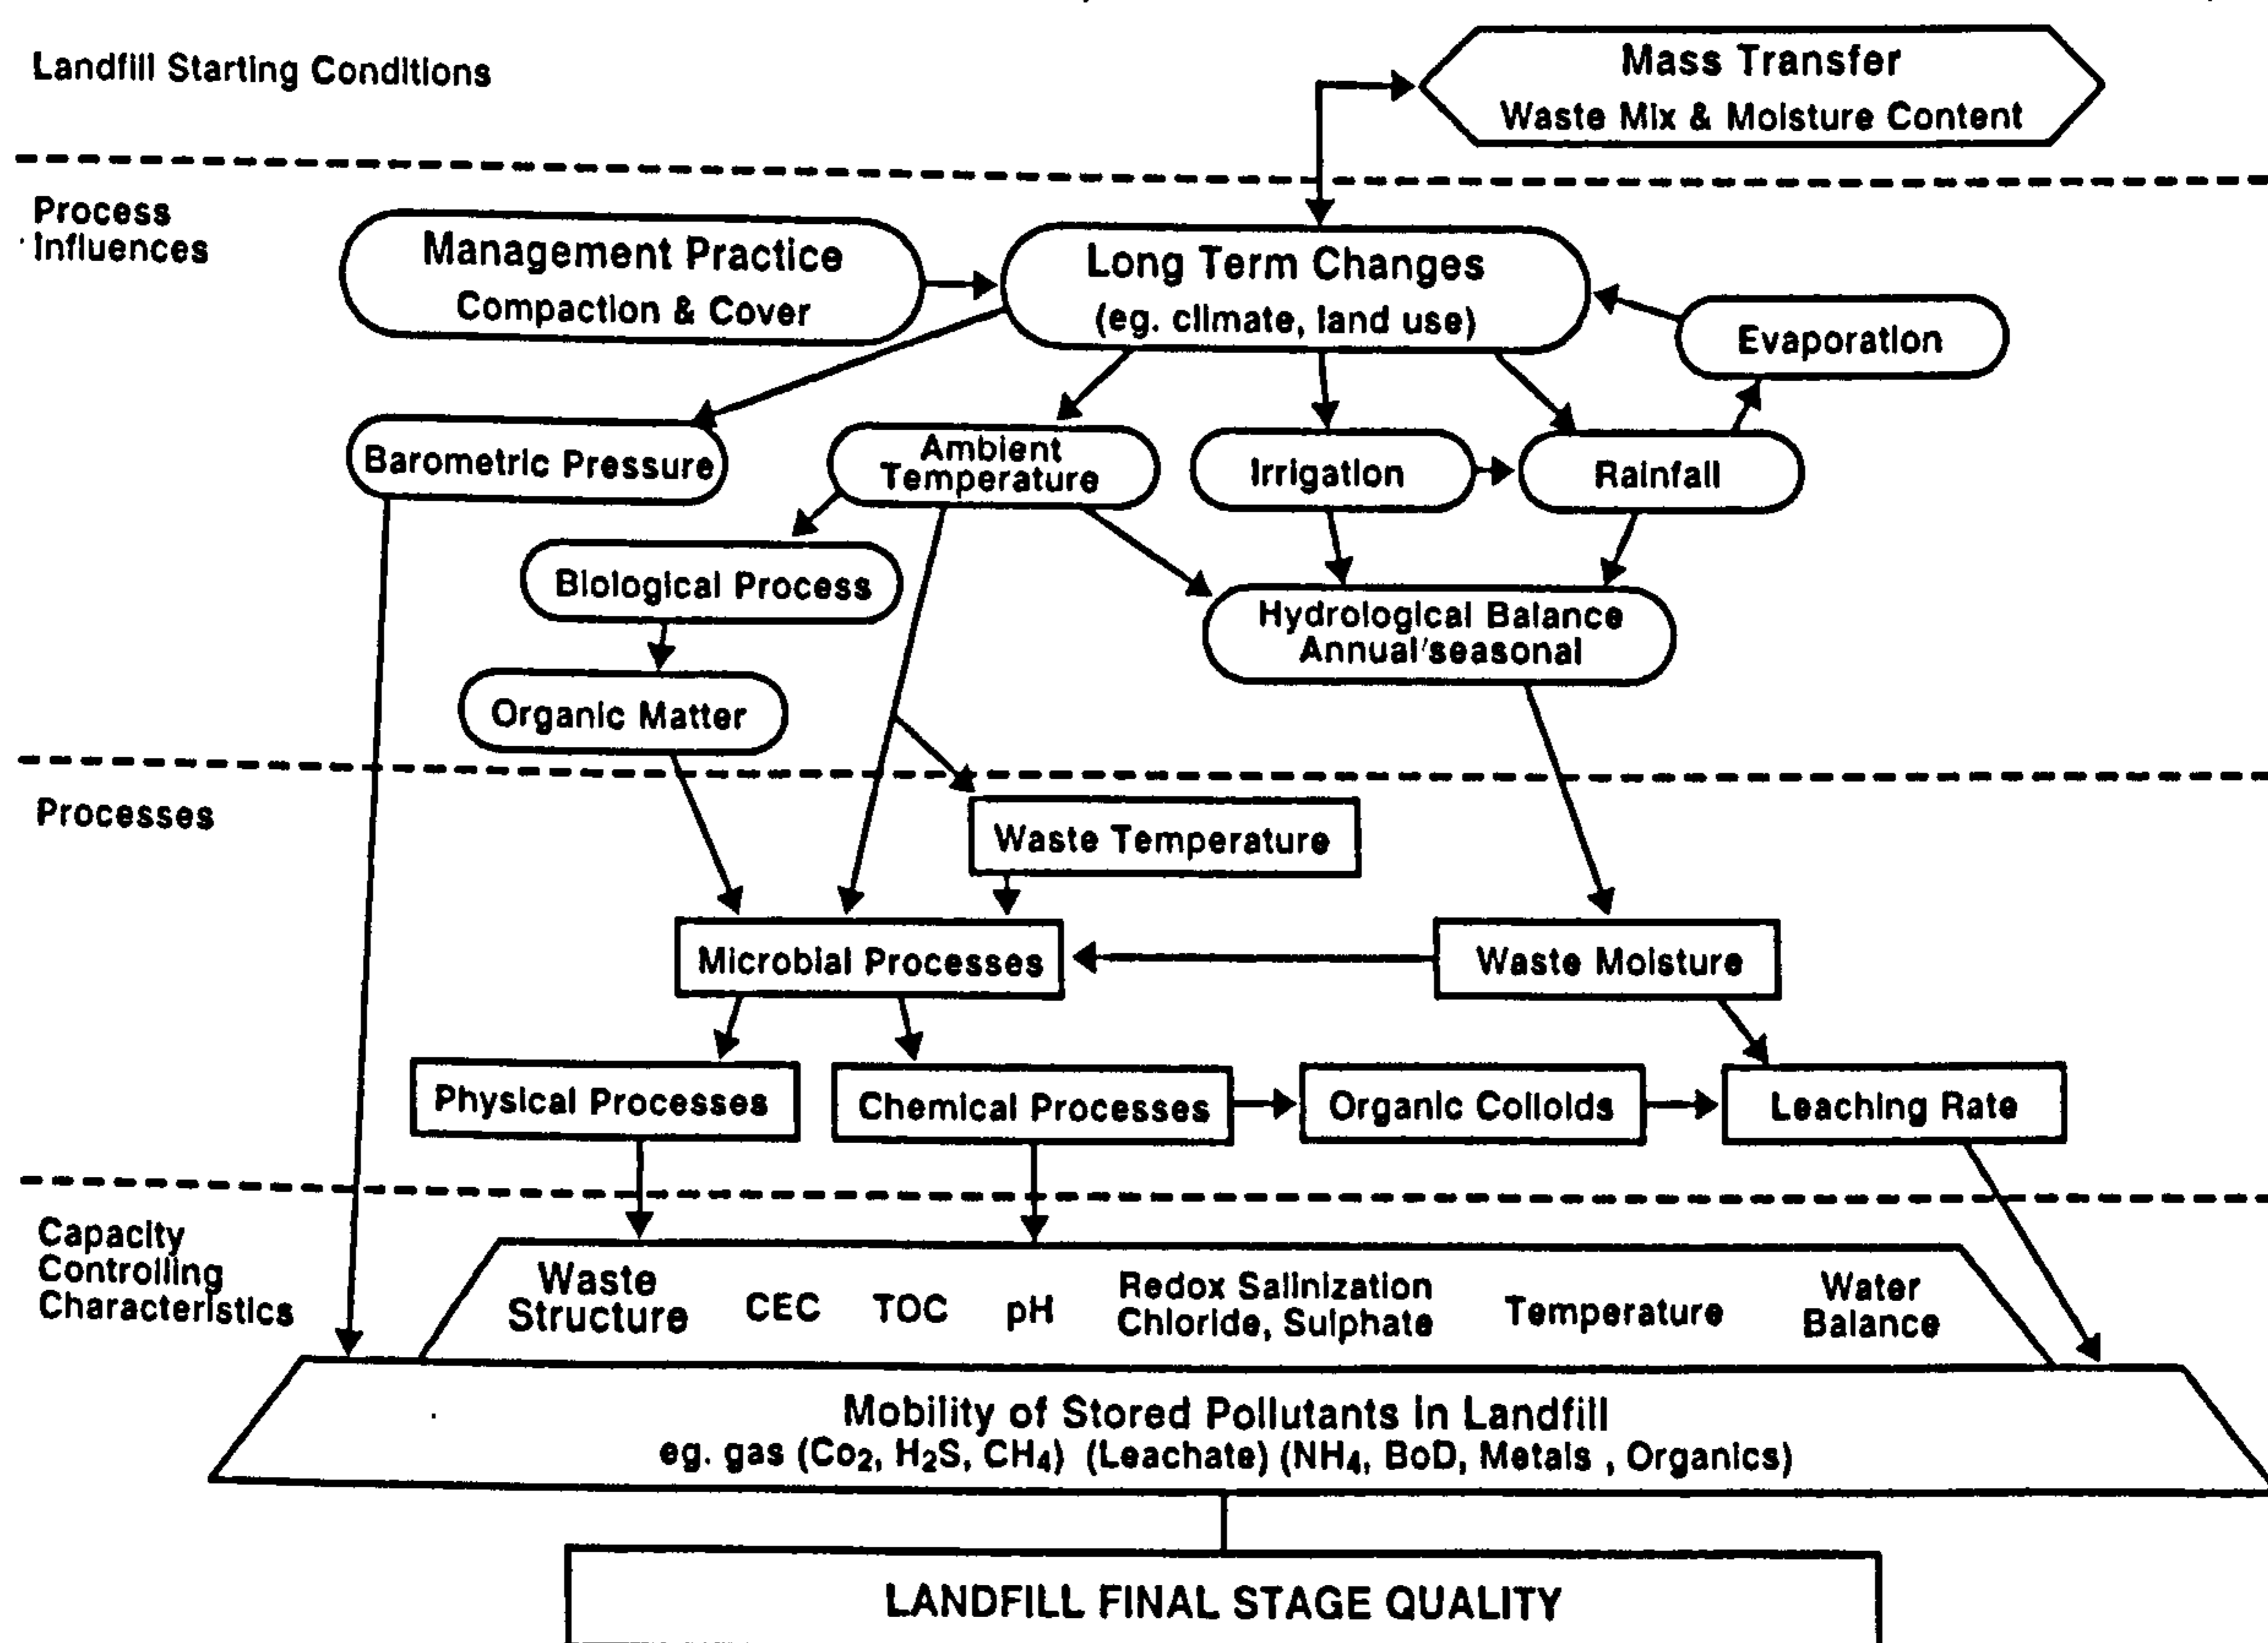 Landfill Starting Conditions
Mass Transfer
Waste Mix & Moisture Content
Process
Influences
Management Practice
Compaction & Cover
Long Term Changes
(eg. climate, land use)
Evaporation
Barometric Pressure
Ambient
Temperature
Irrigation
Rainfall
Biological Process
Hydrological Balance
Annual/seasonal
Organic Matter
Processes
Waste Temperature
Microbial Processes
Waste Moisture
Physical Processes
Chemical Processes
Organic Colloids
Leaching Rate
Capacity
Controlling
Characteristics
Waste
Structure
CEC
TOC
pH
Redox Salinization
Chloride, Sulphate
Temperature
Water
Balance
Mobility of Stored Pollutants in Landfill
eg. gas (Co₂, H₂S, CH₄) (Leachate) (NH₄, BoD, Metals , Organics)
LANDFILL FINAL STAGE QUALITY